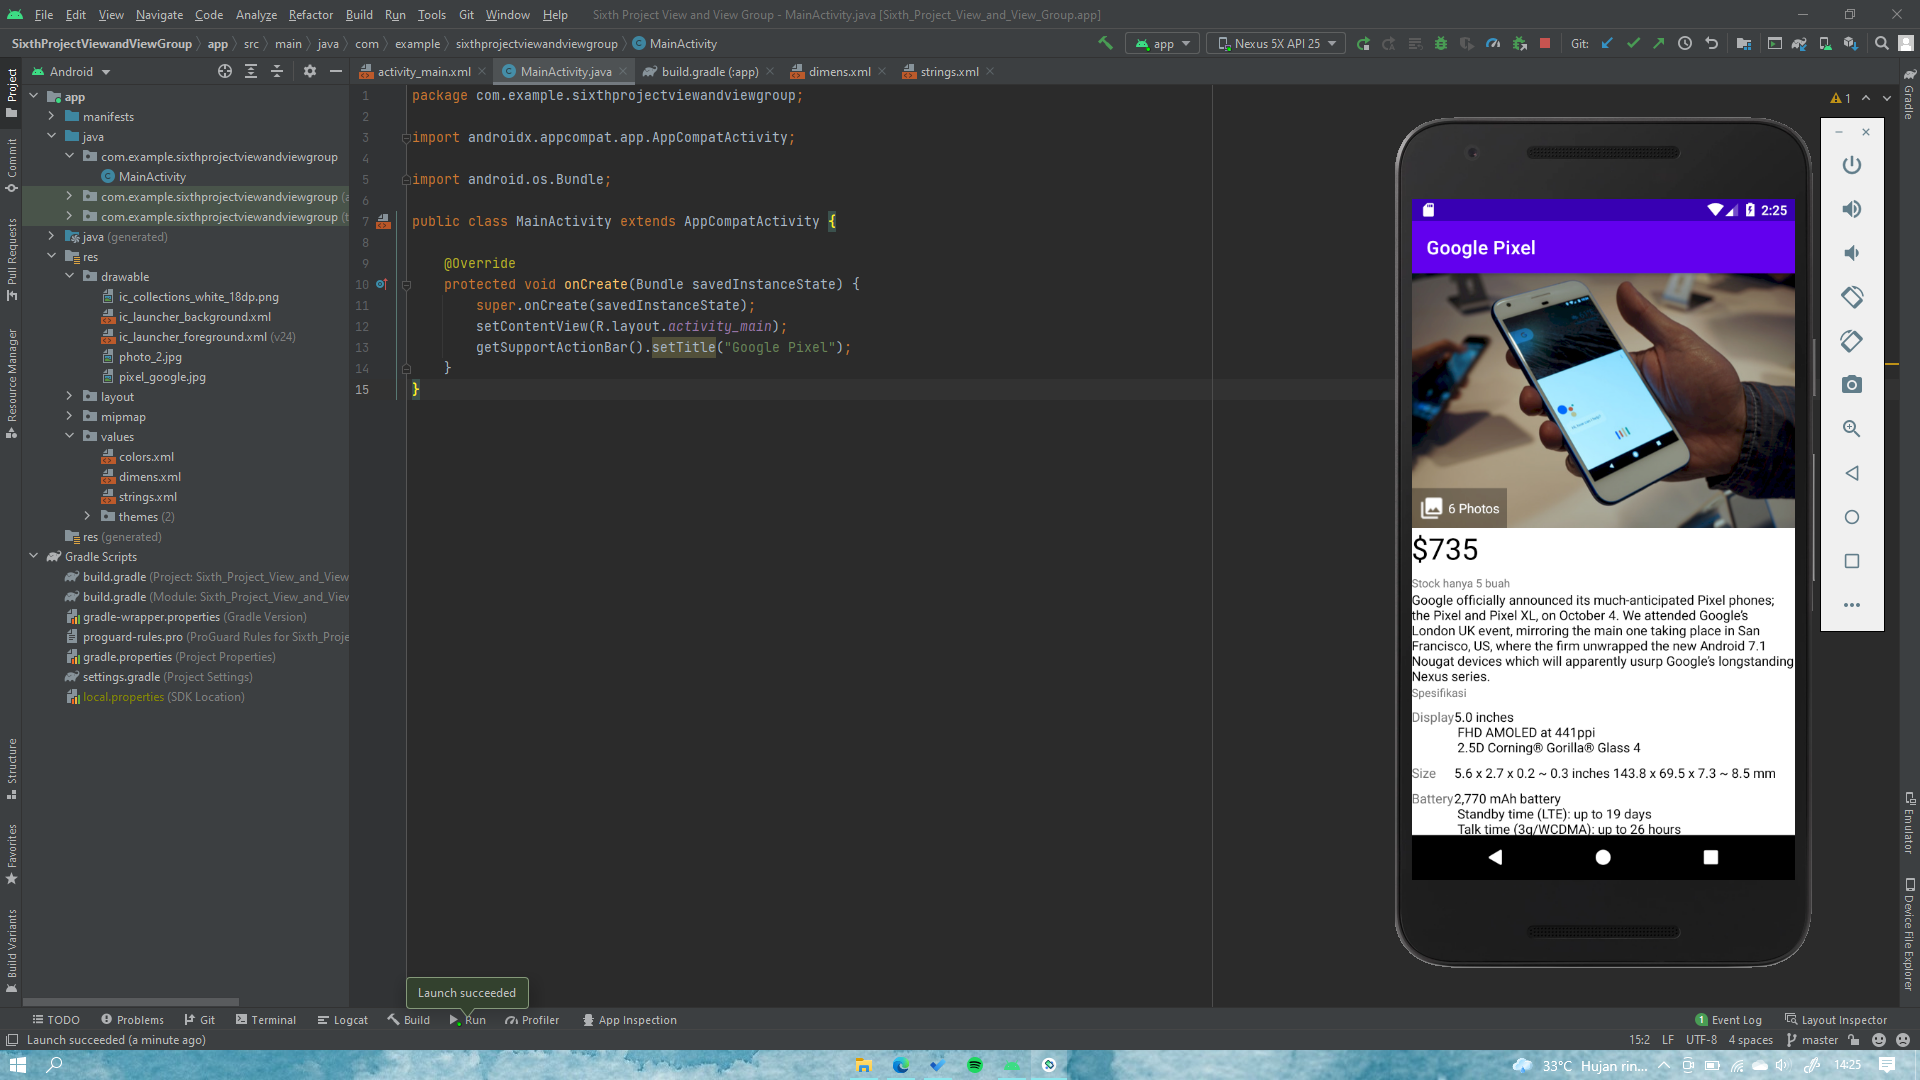 File Edit View Navigate Code Analyze Refactor Build Run Tools Git Window Help Sixth Project View and View Group - MainActivity.java [Sixth_Project_View_and_View_Group.app]
SixthProjectViewandViewGroup app src main java com example sixthprojectviewandviewgroup MainActivity app Nexus 5X API 25 Git:
Android
activity_main.xml MainActivity.java build.gradle (:app) dimens.xml strings.xml
Project
Commit
Pull Requests
Resource Manager
Structure
Favorites
Build Variants
app
manifests
java
com.example.sixthprojectviewandviewgroup
MainActivity
com.example.sixthprojectviewandviewgroup (a
com.example.sixthprojectviewandviewgroup (t
java (generated)
res
drawable
ic_collections_white_18dp.png
ic_launcher_background.xml
ic_launcher_foreground.xml (v24)
photo_2.jpg
pixel_google.jpg
layout
mipmap
values
colors.xml
dimens.xml
strings.xml
themes (2)
res (generated)
Gradle Scripts
build.gradle (Project: Sixth_Project_View_and_View
build.gradle (Module: Sixth_Project_View_and_View
gradle-wrapper.properties (Gradle Version)
proguard-rules.pro (ProGuard Rules for Sixth_Proje
gradle.properties (Project Properties)
settings.gradle (Project Settings)
local.properties (SDK Location)
1 package com.example.sixthprojectviewandviewgroup;
2
3 import androidx.appcompat.app.AppCompatActivity;
4
5 import android.os.Bundle;
6
7 public class MainActivity extends AppCompatActivity {
8
9 @Override
10 protected void onCreate(Bundle savedInstanceState) {
11 super.onCreate(savedInstanceState);
12 setContentView(R.layout.activity_main);
13 getSupportActionBar().setTitle("Google Pixel");
14 }
15 }
1
2:25
Google Pixel
6 Photos
$735
Stock hanya 5 buah
Google officially announced its much-anticipated Pixel phones;
the Pixel and Pixel XL, on October 4. We attended Google's
London UK event, mirroring the main one taking place in San
Francisco, US, where the firm unwrapped the new Android 7.1
Nougat devices which will apparently usurp Google's longstanding
Nexus series.
Spesifikasi
Display 5.0 inches
FHD AMOLED at 441ppi
2.5D Corning® Gorilla® Glass 4
Size 5.6 x 2.7 x 0.2 ~ 0.3 inches 143.8 x 69.5 x 7.3 ~ 8.5 mm
Battery 2,770 mAh battery
Standby time (LTE): up to 19 days
Talk time (3g/WCDMA): up to 26 hours
Gradle
Emulator
Device File Explorer
Launch succeeded
TODO Problems Git Terminal Logcat Build Run Profiler App Inspection 1 Event Log Layout Inspector
Launch succeeded (a minute ago) 15:2 LF UTF-8 4 spaces master
33°C Hujan rin... 14:25